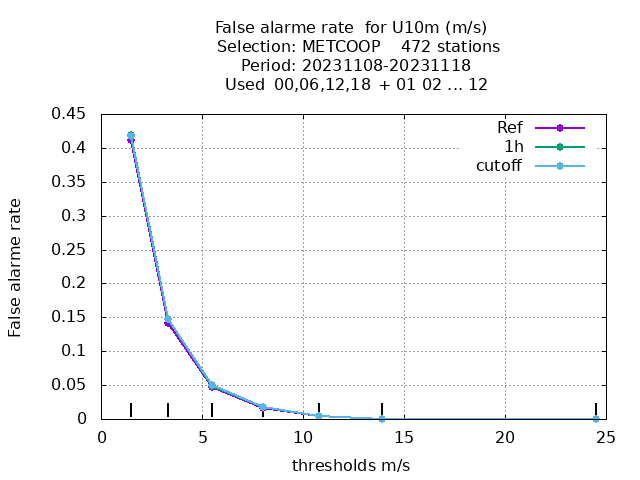 False alarme rate for U10m (m/s)
Selection: METCOOP 472 stations
Period: 20231108-20231118
Used 00,06,12,18 + 01 02 ... 12
0.45
0.4
0.35
0.3
0.25
0.2
0.15
0.1
0.05
0
False alarme rate
Ref
1h
cutoff
0 5 10 15 20 25
thresholds m/s